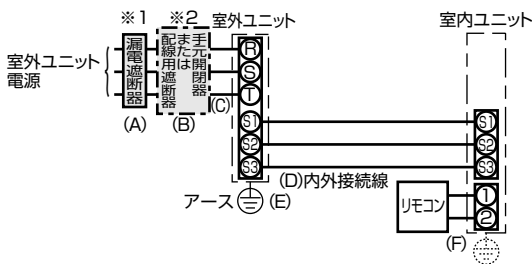 ※1
※2
室外ユニット
室内ユニット
室外ユニット
電源
漏電遮断器
手元開閉器
または
配線用遮断器
R
S
T
S1
S2
S3
S1
S2
S3
(A)
(B)
(C)
(D)内外接続線
アース
(E)
リモコン
1
2
(F)